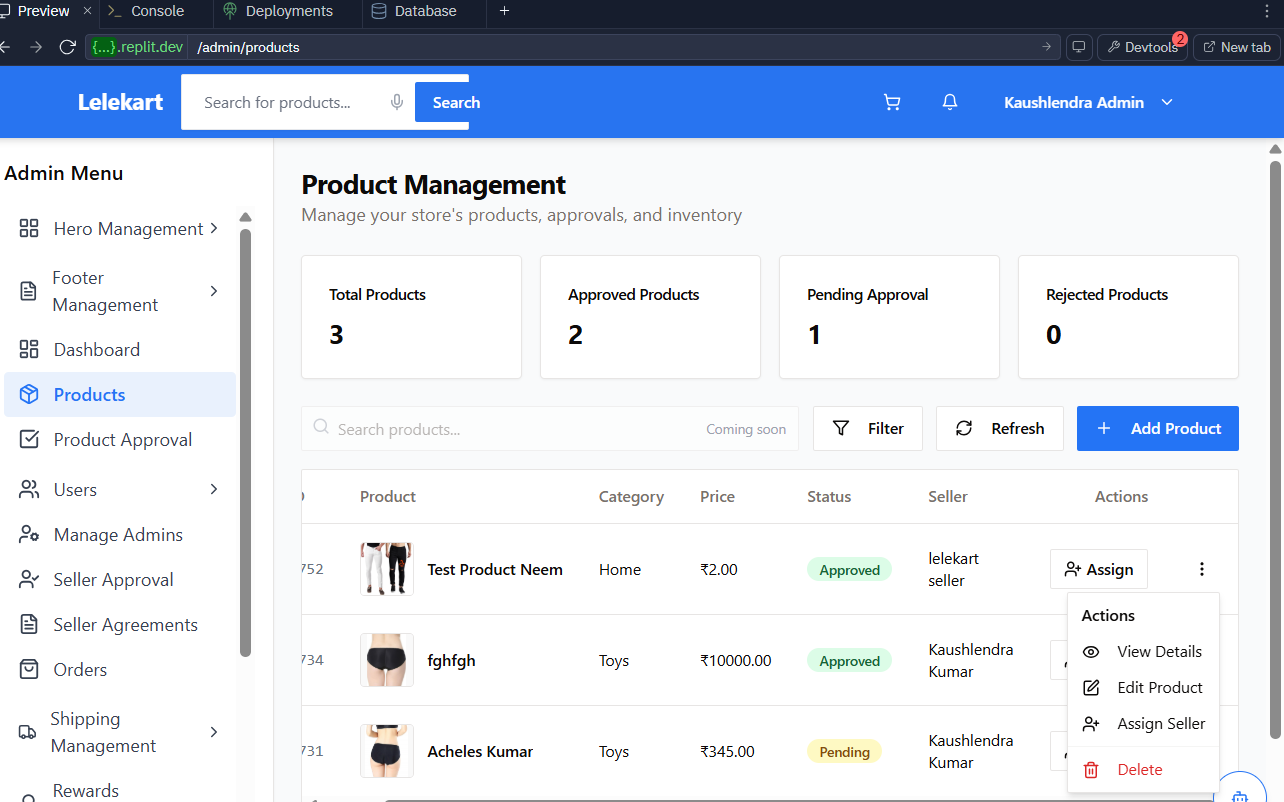 Preview × Console Deployments Database +
{...}.replit.dev /admin/products Devtools 2 New tab
Lelekart Search for products... Search Kaushlendra Admin
Admin Menu
Hero Management
Footer
Management
Dashboard
Products
Product Approval
Users
Manage Admins
Seller Approval
Seller Agreements
Orders
Shipping
Management
Rewards
Product Management
Manage your store's products, approvals, and inventory
Total Products
3
Approved Products
2
Pending Approval
1
Rejected Products
0
Search products... Coming soon Filter Refresh + Add Product
Product Category Price Status Seller Actions
752 Test Product Neem Home ₹2.00 Approved lelekart
seller Assign
734 fghfgh Toys ₹10000.00 Approved Kaushlendra
Kumar
731 Acheles Kumar Toys ₹345.00 Pending Kaushlendra
Kumar
Actions
View Details
Edit Product
Assign Seller
Delete